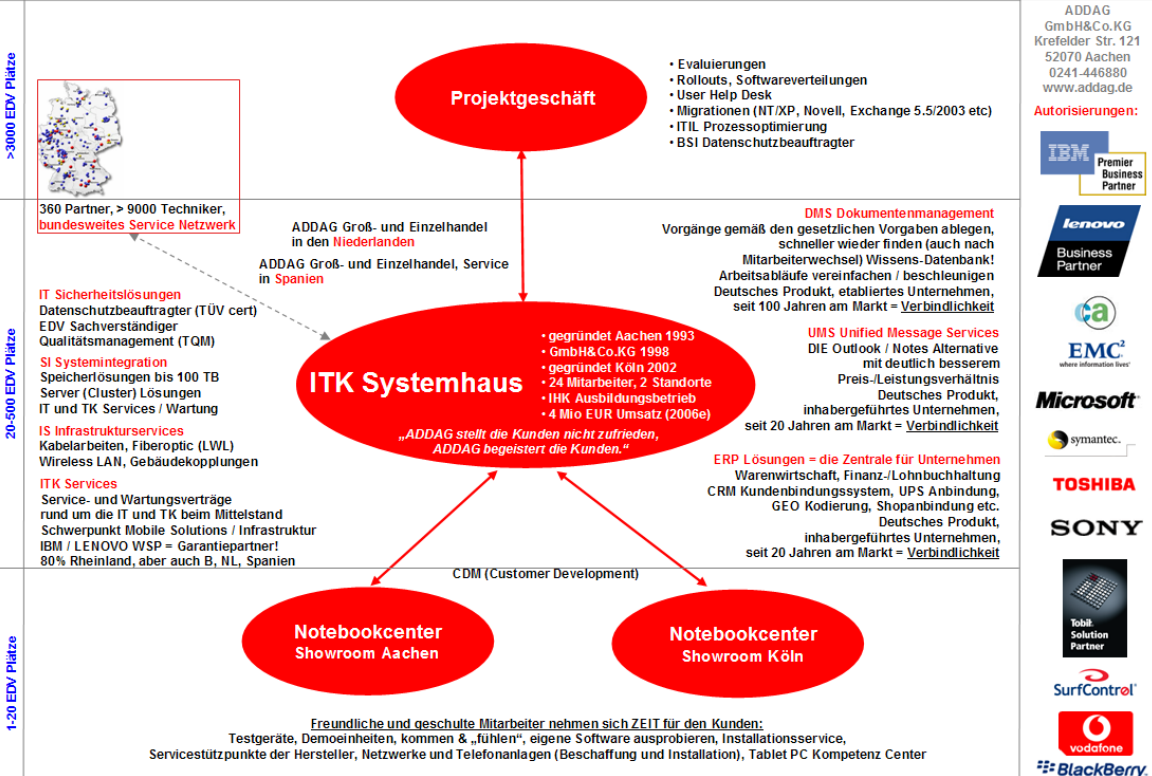 >3000 EDV Plätze
Projektgeschäft
• Evaluierungen
• Rollouts, Softwareverteilungen
• User Help Desk
• Migrationen (NT/XP, Novell, Exchange 5.5/2003 etc)
• ITIL Prozessoptimierung
• BSI Datenschutzbeauftragter
360 Partner, > 9000 Techniker,
bundesweites Service Netzwerk
20-500 EDV Plätze
ADDAG Groß- und Einzelhandel
in den Niederlanden
ADDAG Groß- und Einzelhandel, Service
in Spanien
IT Sicherheitslösungen
Datenschutzbeauftragter (TÜV cert)
EDV Sachverständiger
Qualitätsmanagement (TQM)
SI Systemintegration
Speicherlösungen bis 100 TB
Server (Cluster) Lösungen
IT und TK Services / Wartung
IS Infrastrukturservices
Kabelarbeiten, Fiberoptic (LWL)
Wireless LAN, Gebäudekopplungen
ITK Services
Service- und Wartungsverträge
rund um die IT und TK beim Mittelstand
Schwerpunkt Mobile Solutions / Infrastruktur
IBM / LENOVO WSP = Garantiepartner!
80% Rheinland, aber auch B, NL, Spanien
ITK Systemhaus
• gegründet Aachen 1993
• GmbH&Co.KG 1998
• gegründet Köln 2002
• 24 Mitarbeiter, 2 Standorte
• IHK Ausbildungsbetrieb
• 4 Mio EUR Umsatz (2006e)
„ADDAG stellt die Kunden nicht zufrieden,
ADDAG begeistert die Kunden.“
DMS Dokumentenmanagement
Vorgänge gemäß den gesetzlichen Vorgaben ablegen,
schneller wieder finden (auch nach
Mitarbeiterwechsel) Wissens-Datenbank!
Arbeitsabläufe vereinfachen / beschleunigen
Deutsches Produkt, etabliertes Unternehmen,
seit 100 Jahren am Markt = Verbindlichkeit
UMS Unified Message Services
DIE Outlook / Notes Alternative
mit deutlich besserem
Preis-/Leistungsverhältnis
Deutsches Produkt,
inhabergeführtes Unternehmen,
seit 20 Jahren am Markt = Verbindlichkeit
ERP Lösungen = die Zentrale für Unternehmen
Warenwirtschaft, Finanz-/Lohnbuchhaltung
CRM Kundenbindungssystem, UPS Anbindung,
GEO Kodierung, Shopanbindung etc.
Deutsches Produkt,
inhabergeführtes Unternehmen,
seit 20 Jahren am Markt = Verbindlichkeit
1-20 EDV Plätze
CDM (Customer Development)
Notebookcenter
Showroom Aachen
Notebookcenter
Showroom Köln
Freundliche und geschulte Mitarbeiter nehmen sich ZEIT für den Kunden:
Testgeräte, Demoeinheiten, kommen & „fühlen“, eigene Software ausprobieren, Installationsservice,
Servicestützpunkte der Hersteller, Netzwerke und Telefonanlagen (Beschaffung und Installation), Tablet PC Kompetenz Center
ADDAG
GmbH&Co.KG
Krefelder Str. 121
52070 Aachen
0241-446880
www.addag.de
Autorisierungen:
IBM
Premier
Business
Partner
lenovo
Business
Partner
ca
EMC²
where information lives
Microsoft
symantec.
TOSHIBA
SONY
Tobit
Solution
Partner
SurfControl
vodafone
BlackBerry.